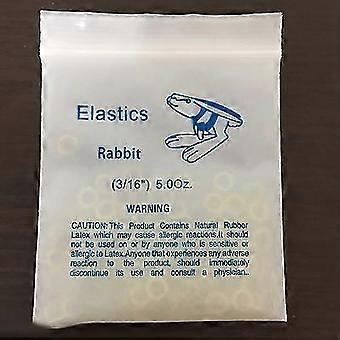 Elastics
Rabbit
(3/16") 5.0Oz.
WARNING
CAUTION:This Product Contains Natural Rubber
Latex which may cause allergic reactions.It should
not be used on or by anyone who is sensitive or
allergic to Latex.Anyone that experiences any adverse
reaction to the product, should immediately
discontinue its use and consult a physician..